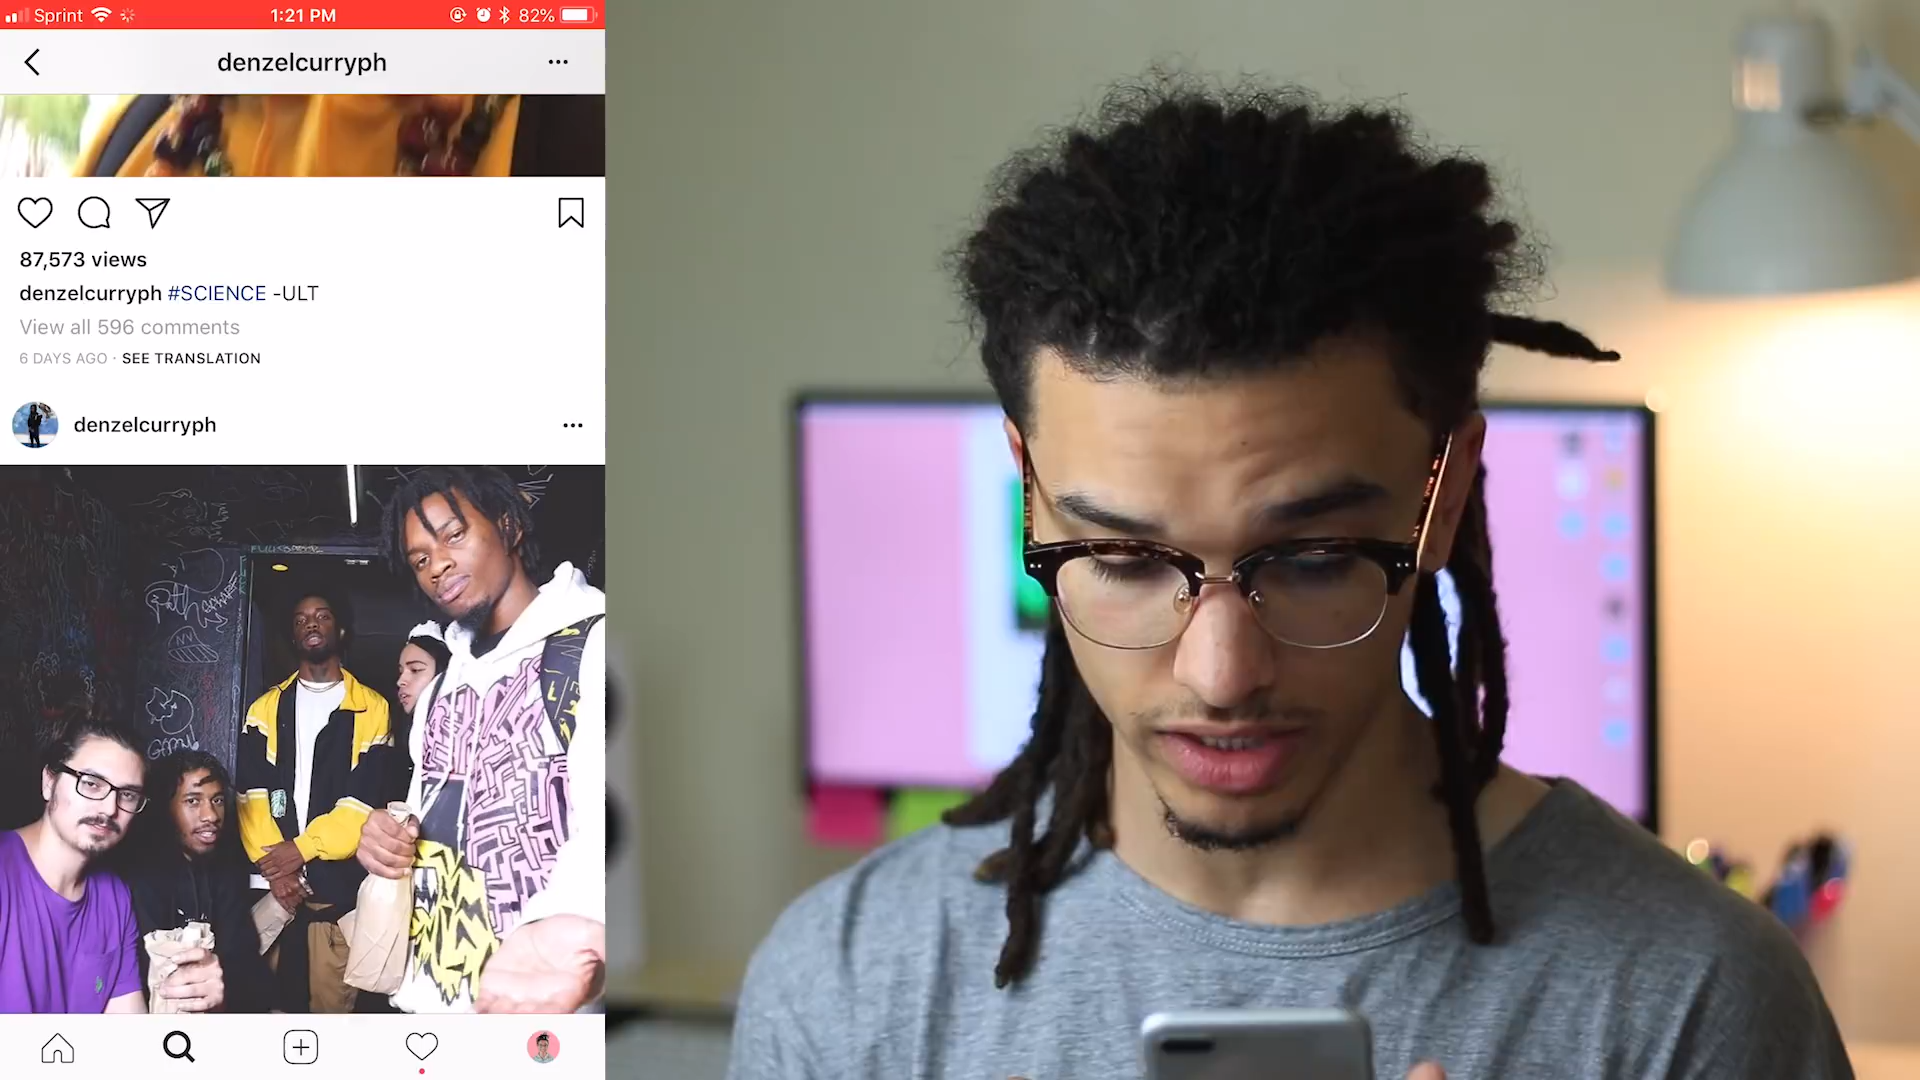 Sprint 1:21 PM 82%
denzelcurryph
87,573 views
denzelcurryph #SCIENCE -ULT
View all 596 comments
6 DAYS AGO · SEE TRANSLATION
denzelcurryph